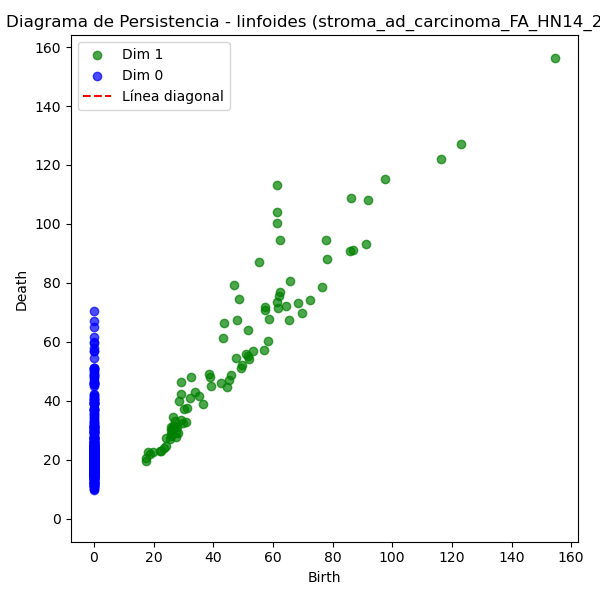 Diagrama de Persistencia - linfoides (stroma_ad_carcinoma_FA_HN14_2
Dim 1
Dim 0
Línea diagonal
160
140
120
100
80
60
40
20
0
Death
0 20 40 60 80 100 120 140 160
Birth